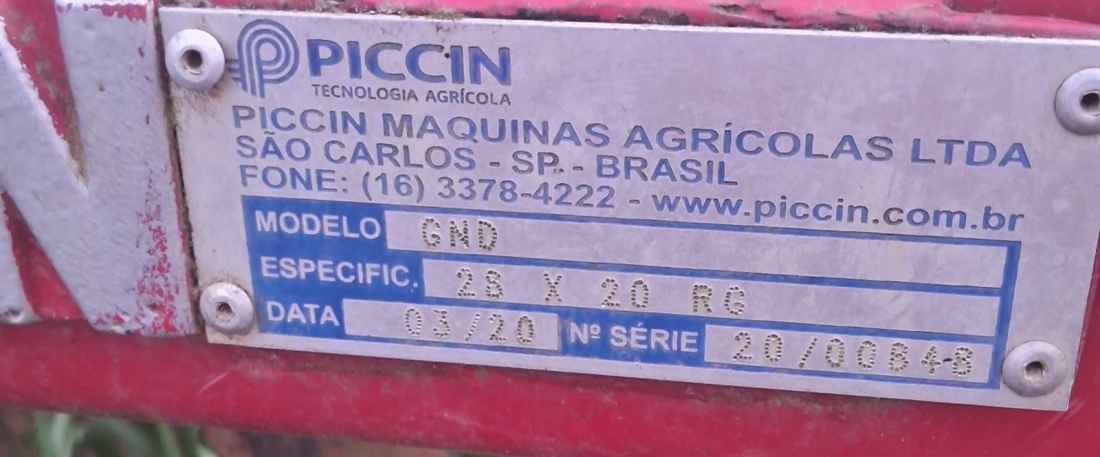 PICCIN
TECNOLOGIA AGRÍCOLA
PICCIN MAQUINAS AGRÍCOLAS LTDA
SÃO CARLOS - SP. - BRASIL
FONE: (16) 3378-4222 - www.piccin.com.br
MODELO GND
ESPECIFIC. 28 X 20 RG
DATA 03/20 Nº SÉRIE 20/00848